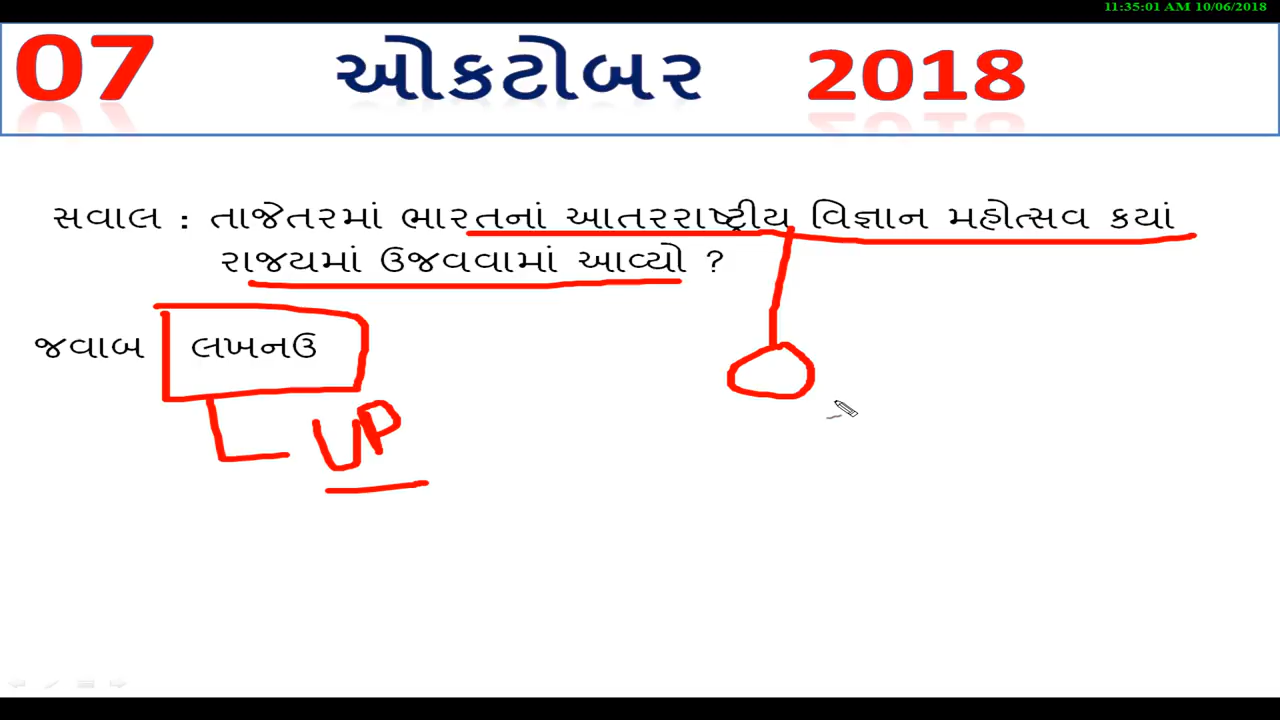 11:35:01 AM 10/06/2018
07 ઓકટોબર 2018
સવાલ : તાજેતરમાં ભારતનાં આતરરાષ્ટ્રીય વિજ્ઞાન મહોત્સવ કયાં
રાજયમાં ઉજવવામાં આવ્યો ?
જવાબ લખનઉ
UP